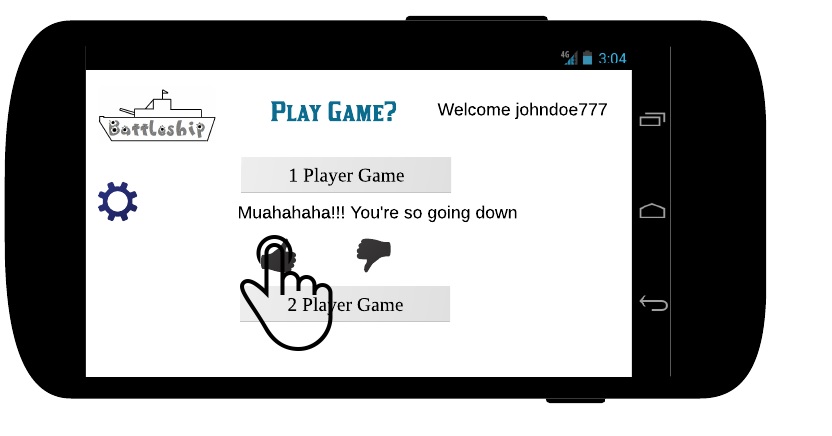 4G 3:04
Battleship
PLAY GAME?
Welcome johndoe777
1 Player Game
Muahahaha!!! You're so going down
2 Player Game